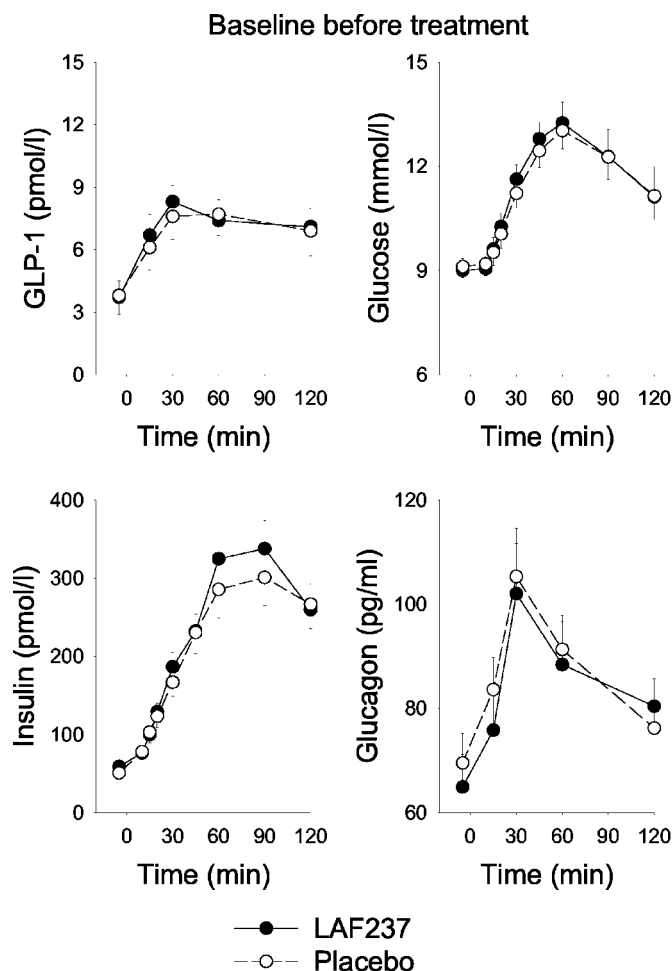 Baseline before treatment
15
12
9
6
3
0
GLP-1 (pmol/l)
0 30 60 90 120
Time (min)
15
12
9
6
Glucose (mmol/l)
0 30 60 90 120
Time (min)
400
300
200
100
0
Insulin (pmol/l)
0 30 60 90 120
Time (min)
120
100
80
60
Glucagon (pg/ml)
0 30 60 90 120
Time (min)
LAF237
Placebo